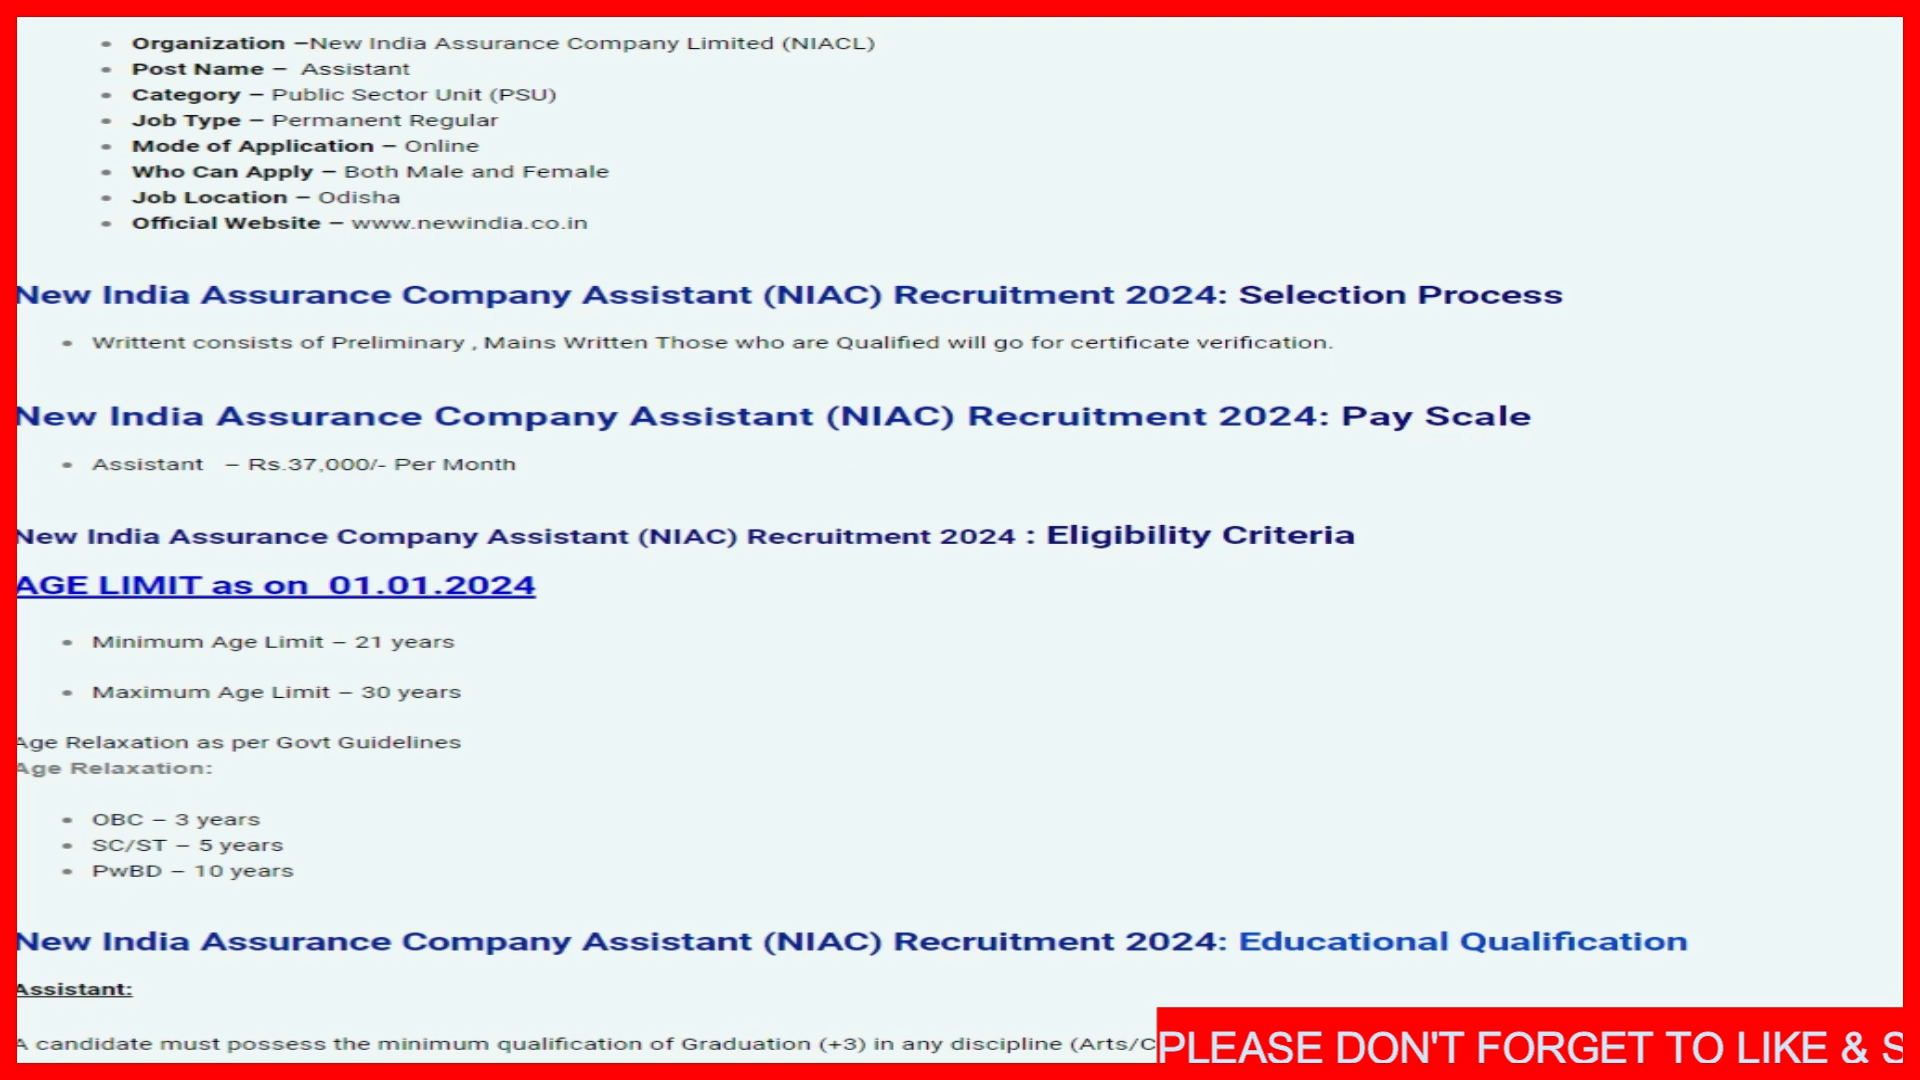 Organization –New India Assurance Company Limited (NIACL)
Post Name –  Assistant
Category – Public Sector Unit (PSU)
Job Type – Permanent Regular
Mode of Application – Online
Who Can Apply – Both Male and Female
Job Location – Odisha
Official Website – www.newindia.co.in
New India Assurance Company Assistant (NIAC) Recruitment 2024: Selection Process
Writtent consists of Preliminary , Mains Written Those who are Qualified will go for certificate verification.
New India Assurance Company Assistant (NIAC) Recruitment 2024: Pay Scale
Assistant   – Rs.37,000/- Per Month
New India Assurance Company Assistant (NIAC) Recruitment 2024 : Eligibility Criteria
AGE LIMIT as on  01.01.2024
Minimum Age Limit – 21 years
Maximum Age Limit – 30 years
Age Relaxation as per Govt Guidelines
Age Relaxation:
OBC – 3 years
SC/ST – 5 years
PwBD – 10 years
New India Assurance Company Assistant (NIAC) Recruitment 2024: Educational Qualification
Assistant:
A candidate must possess the minimum qualification of Graduation (+3) in any discipline (Arts/C
PLEASE DON'T FORGET TO LIKE & S